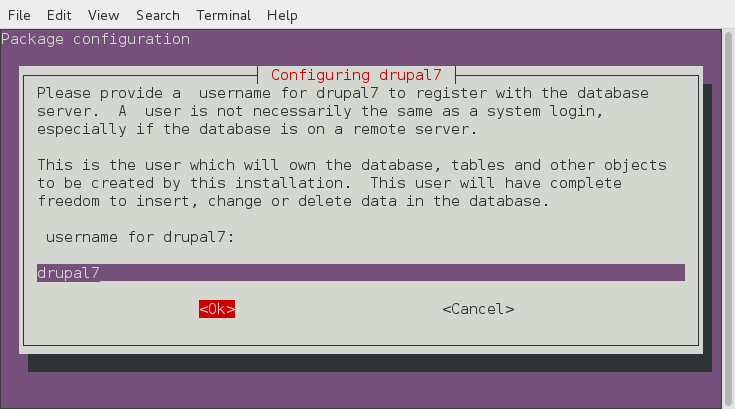 File Edit View Search Terminal Help
Package configuration
Configuring drupal7
Please provide a  username for drupal7 to register with the database
server.  A  user is not necessarily the same as a system login,
especially if the database is on a remote server.
This is the user which will own the database, tables and other objects
to be created by this installation.  This user will have complete
freedom to insert, change or delete data in the database.
username for drupal7:
drupal7
<Ok> <Cancel>